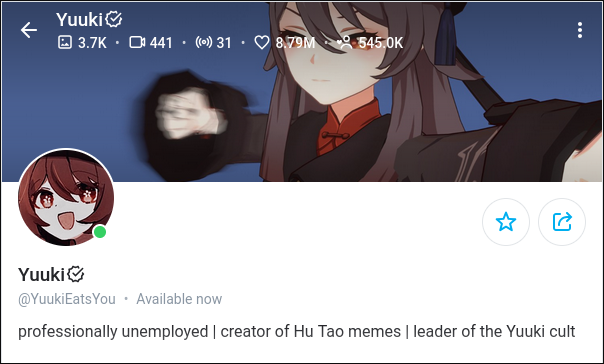 Yuuki
3.7K • 441 • 31 • 8.79M • 545.0K
Yuuki
@YuukiEatsYou • Available now
professionally unemployed | creator of Hu Tao memes | leader of the Yuuki cult